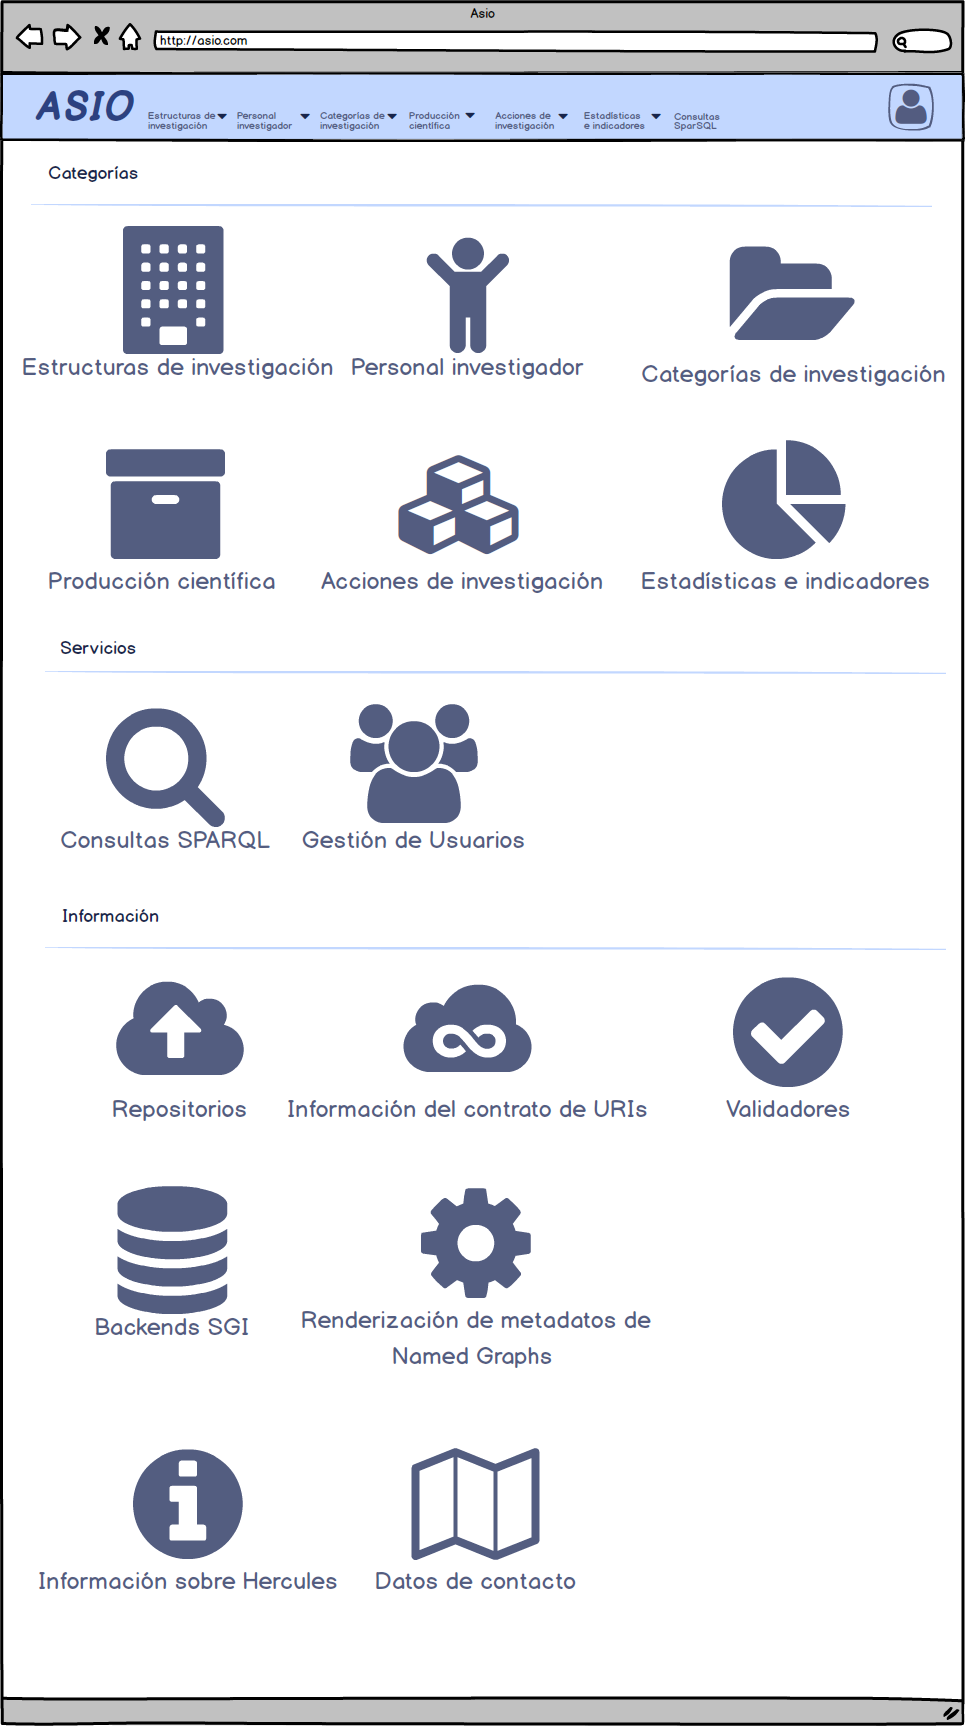 Asio
http://asio.com
ASIO
Estructuras de
investigación
Personal
investigador
Categorías de
investigación
Producción
científica
Acciones de
investigación
Estadísticas
e indicadores
Consultas
SparSQL
Categorías
Estructuras de investigación
Personal investigador
Categorías de investigación
Producción científica
Acciones de investigación
Estadísticas e indicadores
Servicios
Consultas SPARQL
Gestión de Usuarios
Información
Repositorios
Información del contrato de URIs
Validadores
Backends SGI
Renderización de metadatos de
Named Graphs
Información sobre Hercules
Datos de contacto